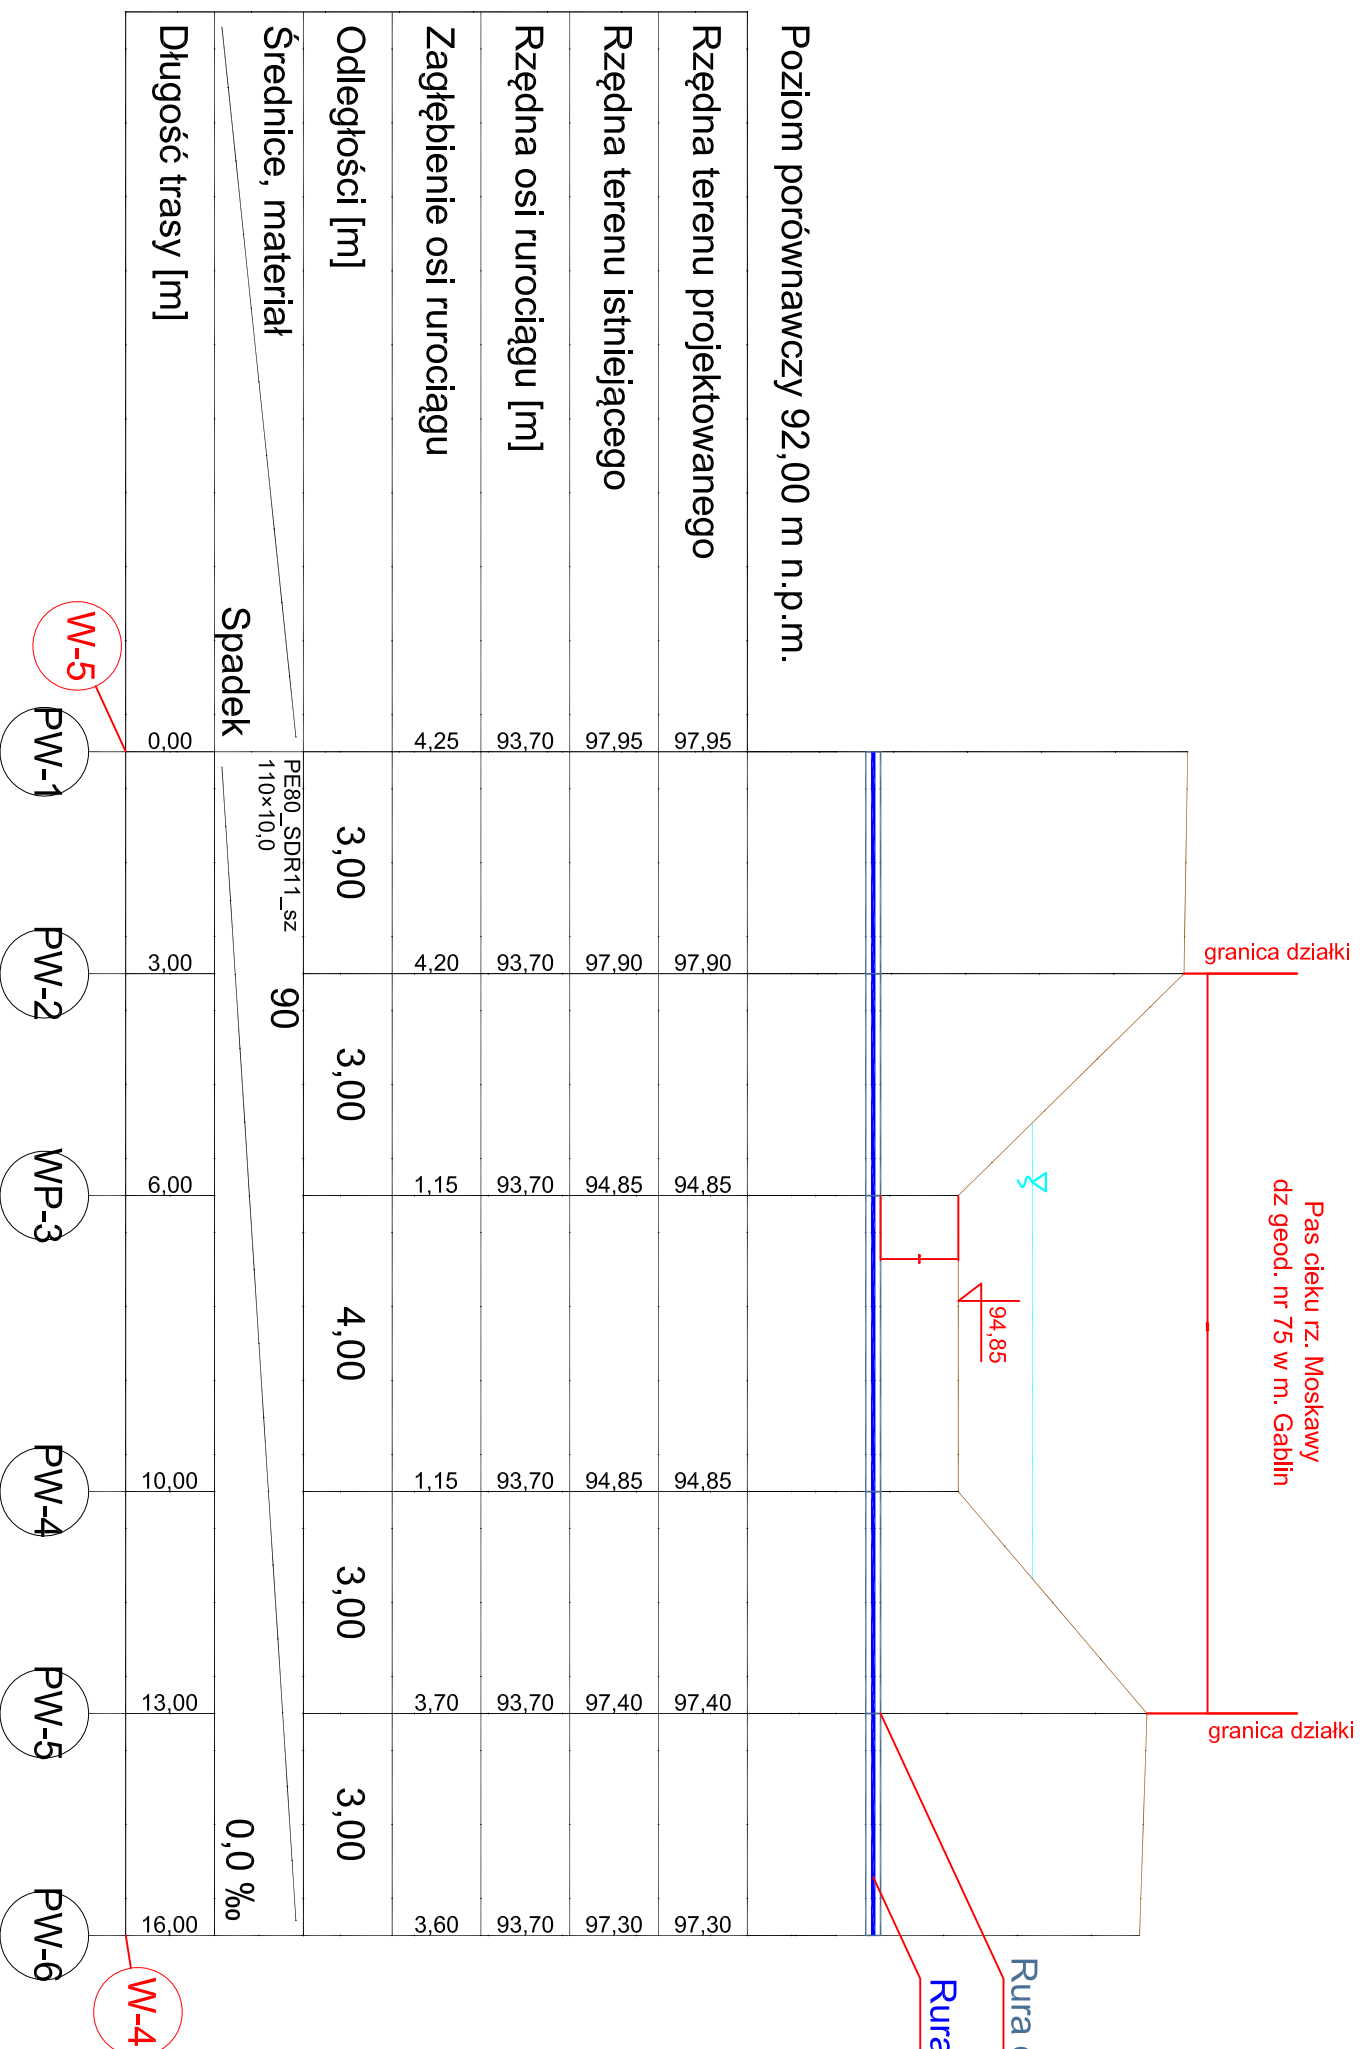 Pas cieku rz. Moskawy
dz geod. nr 75 w m. Gablin
granica działki
granica działki
94,85
Rura
Rura
Poziom porównawczy 92,00 m n.p.m.
Rzędna terenu projektowanego 97,95 97,90 94,85 94,85 97,40 97,30
Rzędna terenu istniejącego 97,95 97,90 94,85 94,85 97,40 97,30
Rzędna osi rurociągu [m] 93,70 93,70 93,70 93,70 93,70 93,70
Zagłębienie osi rurociągu 4,25 4,20 1,15 1,15 3,70 3,60
Odległości [m] 3,00 3,00 4,00 3,00 3,00
Średnice, materiał
PE80_SDR11_sz
110×10,0
90
Spadek
0,0 ‰
Długość trasy [m] 0,00 3,00 6,00 10,00 13,00 16,00
W-5
W-4
PW-1 PW-2 WP-3 PW-4 PW-5 PW-6